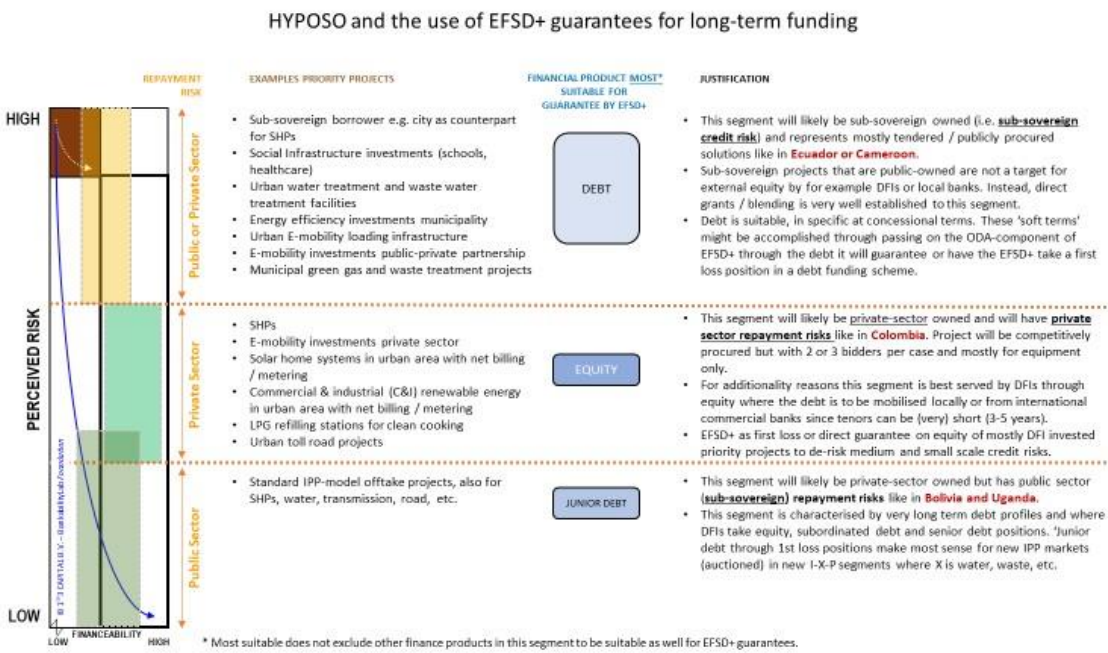 HYPOSO and the use of EFSD+ guarantees for long-term funding
REPAYMENT
RISK
EXAMPLES PRIORITY PROJECTS
FINANCIAL PRODUCT MOST*
SUITABLE FOR
GUARANTEE BY EFSD+
JUSTIFICATION
HIGH
PERCEIVED RISK
LOW
LOW
FINANCEABILITY
HIGH
Public or Private Sector
• Sub-sovereign borrower e.g. city as counterpart
for SHPs
• Social Infrastructure investments (schools,
healthcare)
• Urban water treatment and waste water
treatment facilities
• Energy efficiency investments municipality
• Urban E-mobility loading infrastructure
• E-mobility investments public-private partnership
• Municipal green gas and waste treatment projects
DEBT
• This segment will likely be sub-sovereign owned (i.e. sub-sovereign
credit risk) and represents mostly tendered / publicly procured
solutions like in Ecuador or Cameroon.
• Sub-sovereign projects that are public-owned are not a target for
external equity by for example DFIs or local banks. Instead, direct
grants / blending is very well established to this segment.
• Debt is suitable, in specific at concessional terms. These 'soft terms'
might be accomplished through passing on the ODA-component of
EFSD+ through the debt it will guarantee or have the EFSD+ take a first
loss position in a debt funding scheme.
Private Sector
• SHPs
• E-mobility investments private sector
• Solar home systems in urban area with net billing
/ metering
• Commercial & industrial (C&I) renewable energy
in urban area with net billing / metering
• LPG refilling stations for clean cooking
• Urban toll road projects
EQUITY
• This segment will likely be private-sector owned and will have private
sector repayment risks like in Colombia. Project will be competitively
procured but with 2 or 3 bidders per case and mostly for equipment
only.
• For additionality reasons this segment is best served by DFIs through
equity where the debt is to be mobilised locally or from international
commercial banks since tenors can be (very) short (3-5 years).
• EFSD+ as first loss or direct guarantee on equity of mostly DFI invested
priority projects to de-risk medium and small scale credit risks.
Public Sector
• Standard IPP-model offtake projects, also for
SHPs, water, transmission, road, etc.
JUNIOR DEBT
• This segment will likely be private-sector owned but has public sector
(sub-sovereign) repayment risks like in Bolivia and Uganda.
• This segment is characterised by very long term debt profiles and where
DFIs take equity, subordinated debt and senior debt positions. 'Junior
debt through 1st loss positions make most sense for new IPP markets
(auctioned) in new I-X-P segments where X is water, waste, etc.
* Most suitable does not exclude other finance products in this segment to be suitable as well for EFSD+ guarantees.